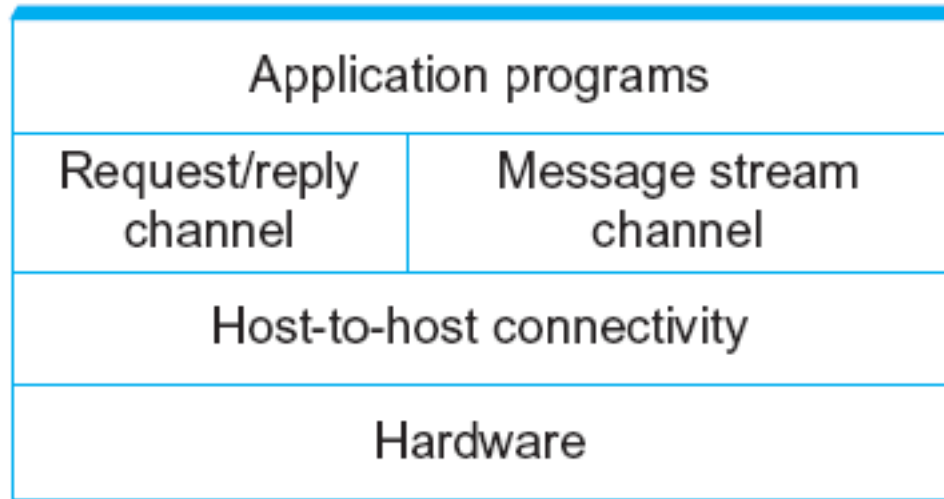 Application programs
Request/reply
channel
Message stream
channel
Host-to-host connectivity
Hardware